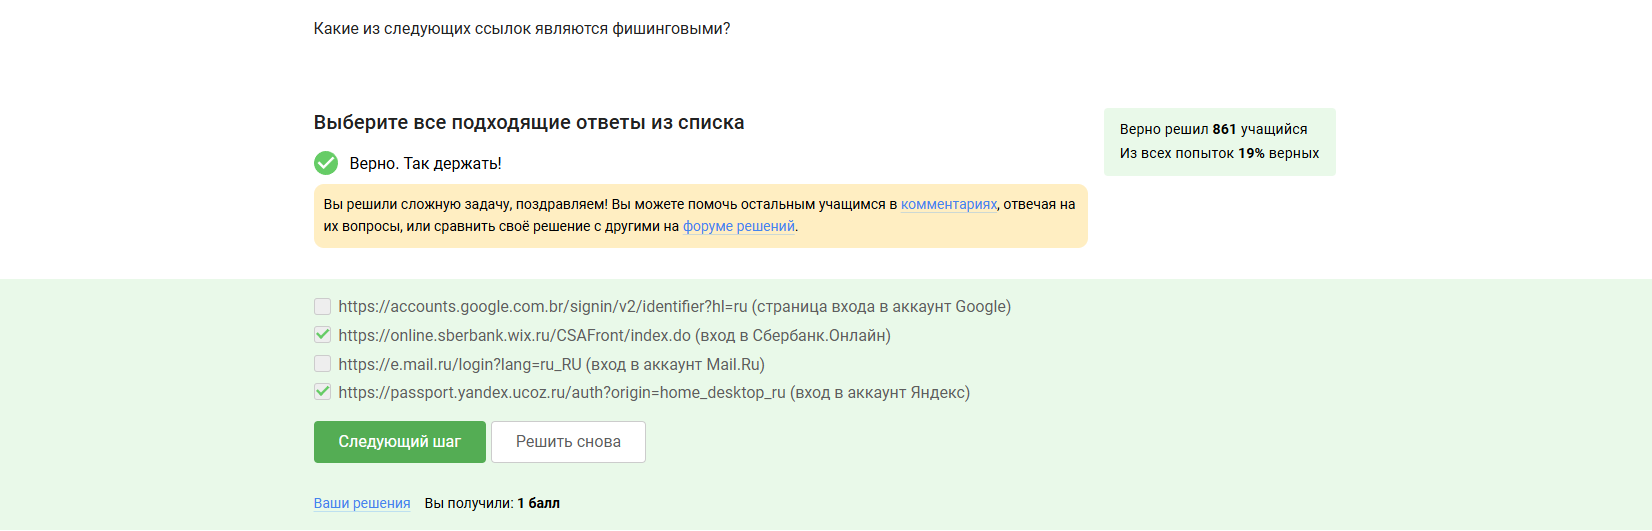 Какие из следующих ссылок являются фишинговыми?
Выберите все подходящие ответы из списка
Верно решил 861 учащийся
Из всех попыток 19% верных
Верно. Так держать!
Вы решили сложную задачу, поздравляем! Вы можете помочь остальным учащимся в комментариях, отвечая на
их вопросы, или сравнить своё решение с другими на форуме решений.
https://accounts.google.com.br/signin/v2/identifier?hl=ru (страница входа в аккаунт Google)
https://online.sberbank.wix.ru/CSAFront/index.do (вход в Сбербанк.Онлайн)
https://e.mail.ru/login?lang=ru_RU (вход в аккаунт Mail.Ru)
https://passport.yandex.ucoz.ru/auth?origin=home_desktop_ru (вход в аккаунт Яндекс)
Следующий шаг Решить снова
Ваши решения Вы получили: 1 балл